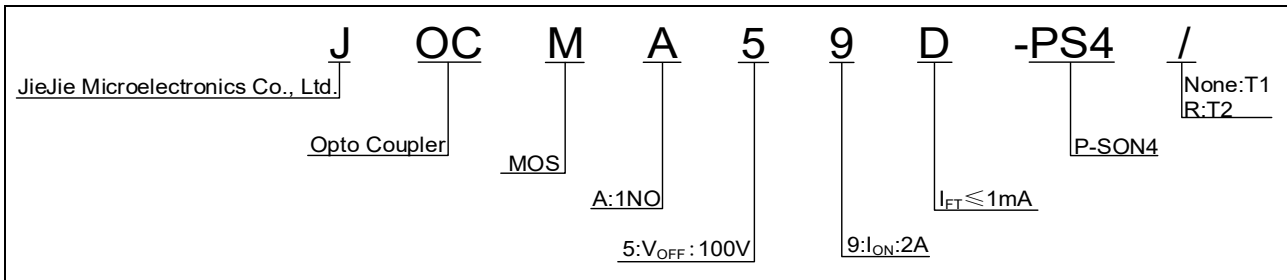 J OC M A 5 9 D -PS4 /
JieJie Microelectronics Co., Ltd.
None:T1
R:T2
Opto Coupler
P-SON4
MOS
A:1NO
I_FT≤1mA
5:V_OFF:100V
9:I_ON:2A